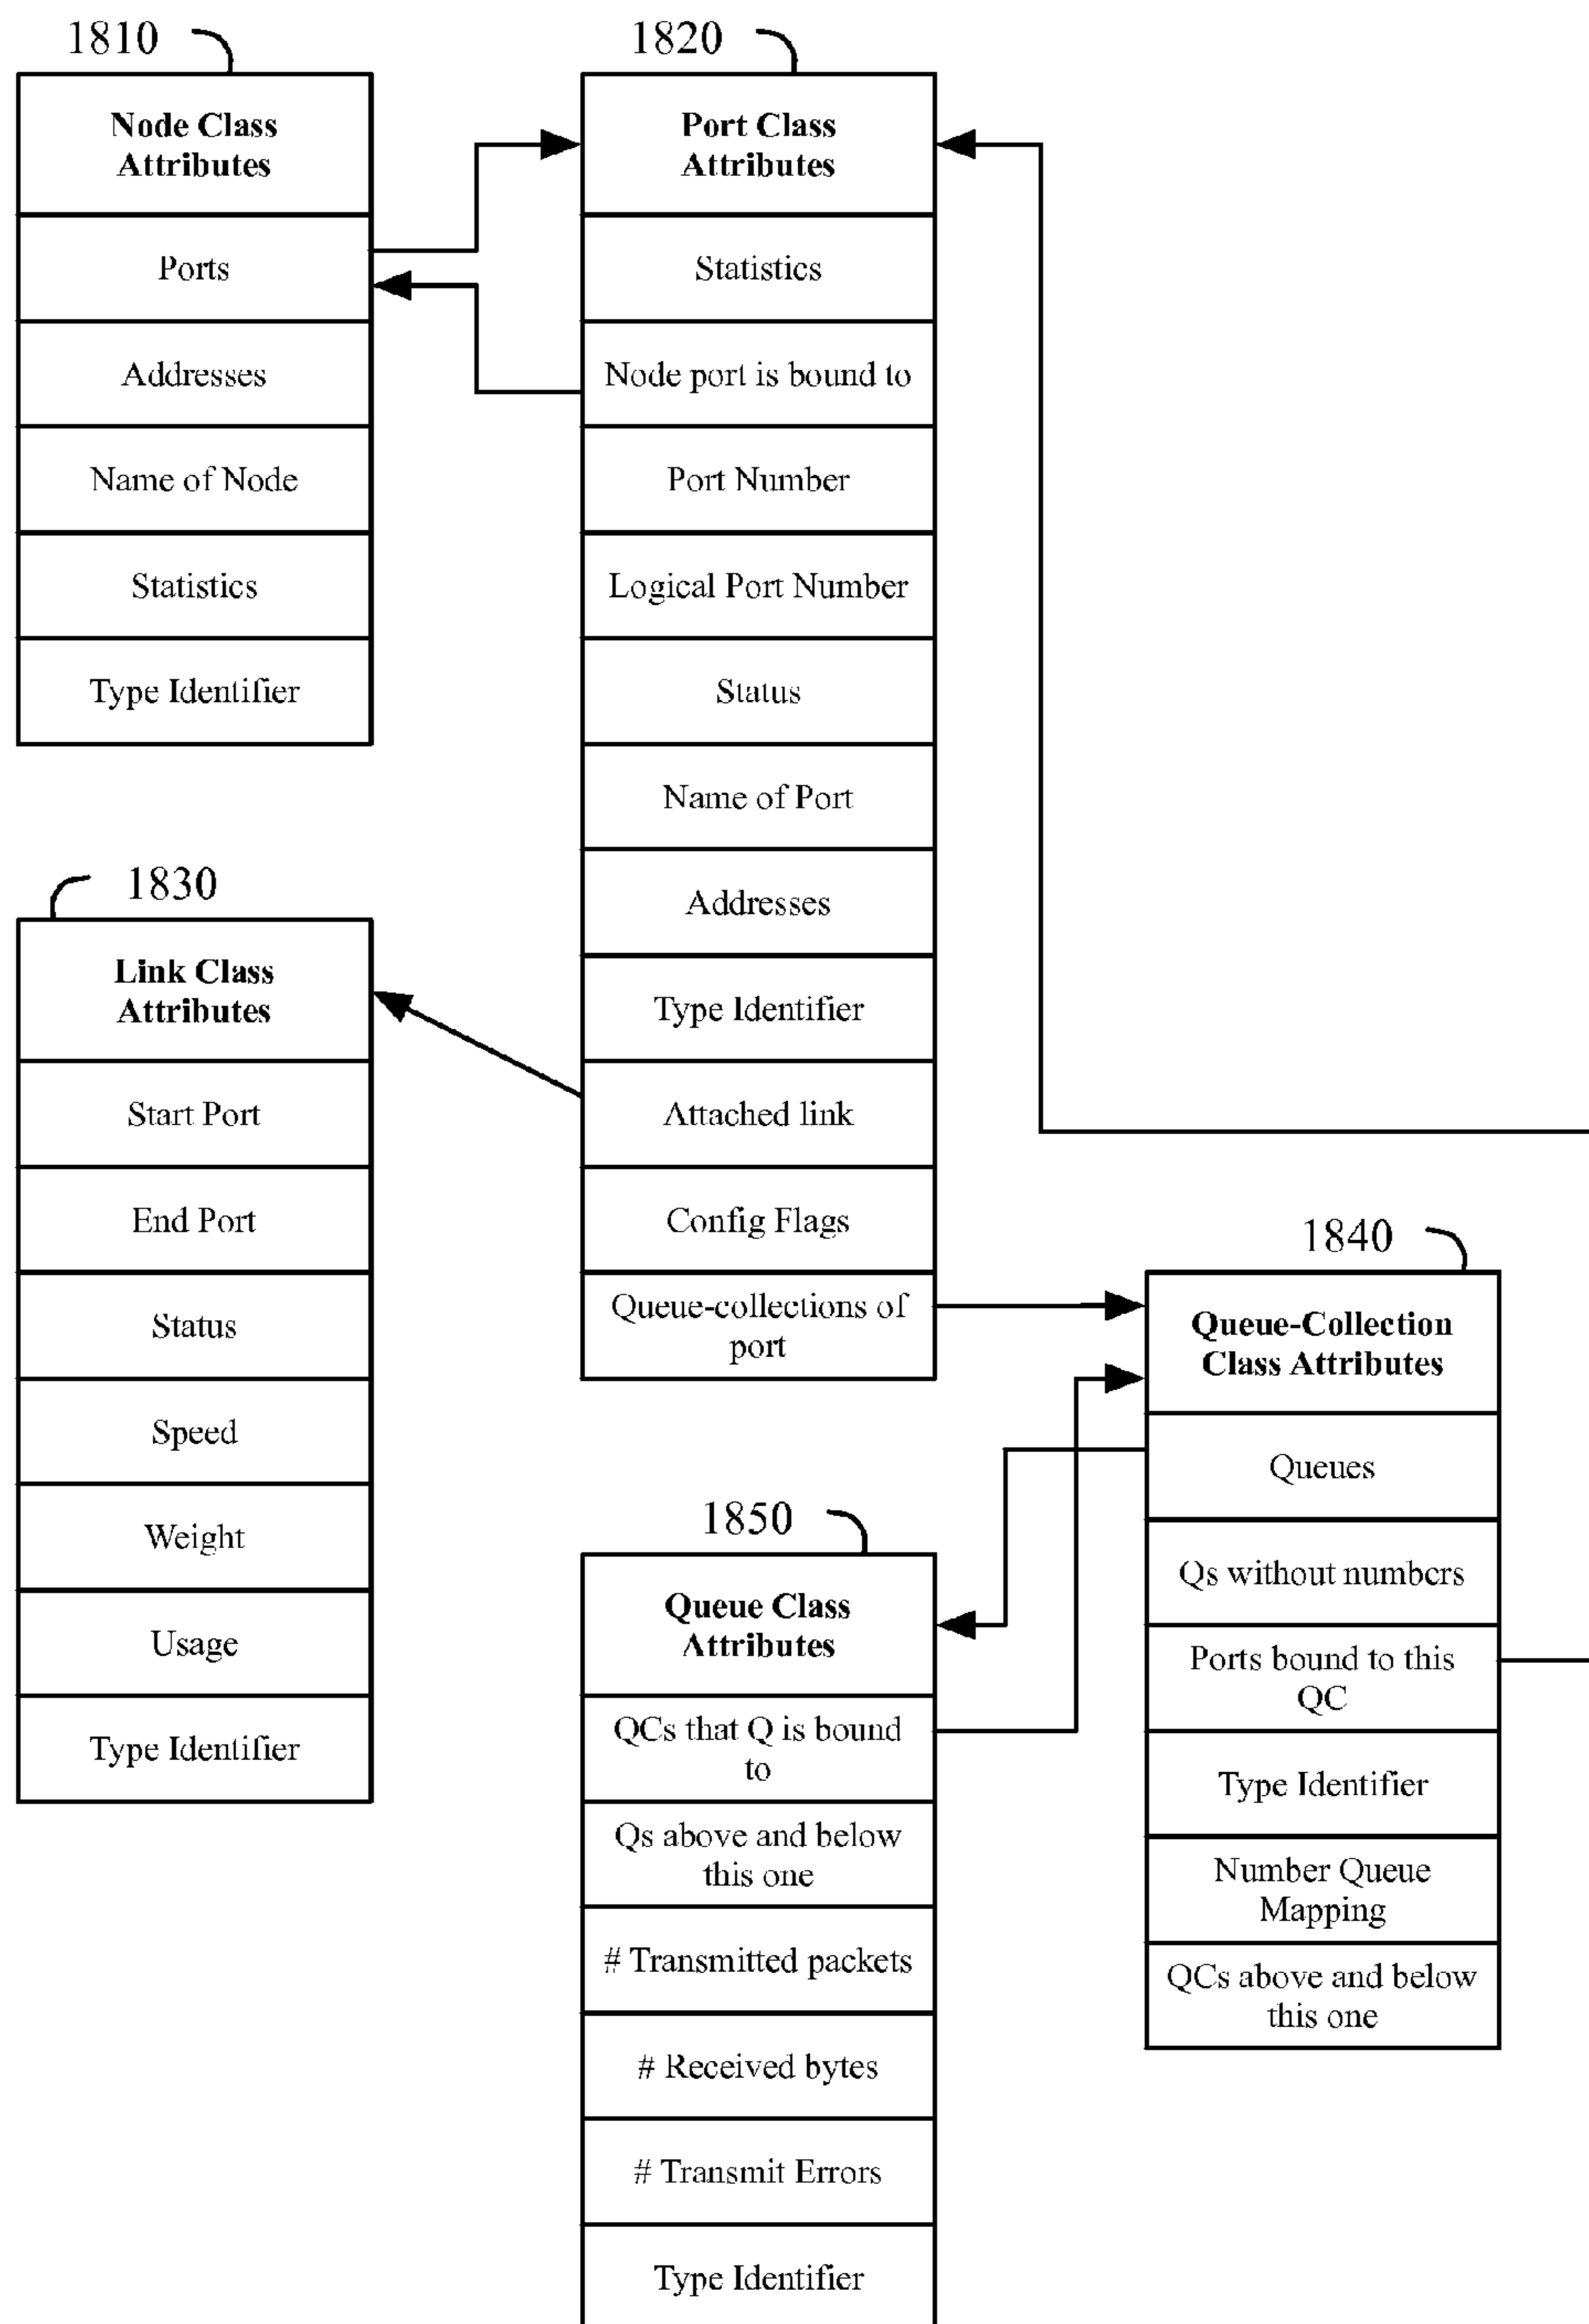 1810
Node Class
Attributes
Ports
Addresses
Name of Node
Statistics
Type Identifier
1820
Port Class
Attributes
Statistics
Node port is bound to
Port Number
Logical Port Number
Status
Name of Port
Addresses
Type Identifier
Attached link
Config Flags
Queue-collections of
port
1830
Link Class
Attributes
Start Port
End Port
Status
Speed
Weight
Usage
Type Identifier
1840
Queue-Collection
Class Attributes
Queues
Qs without numbers
Ports bound to this
QC
Type Identifier
Number Queue
Mapping
QCs above and below
this one
1850
Queue Class
Attributes
QCs that Q is bound
to
Qs above and below
this one
# Transmitted packets
# Received bytes
# Transmit Errors
Type Identifier